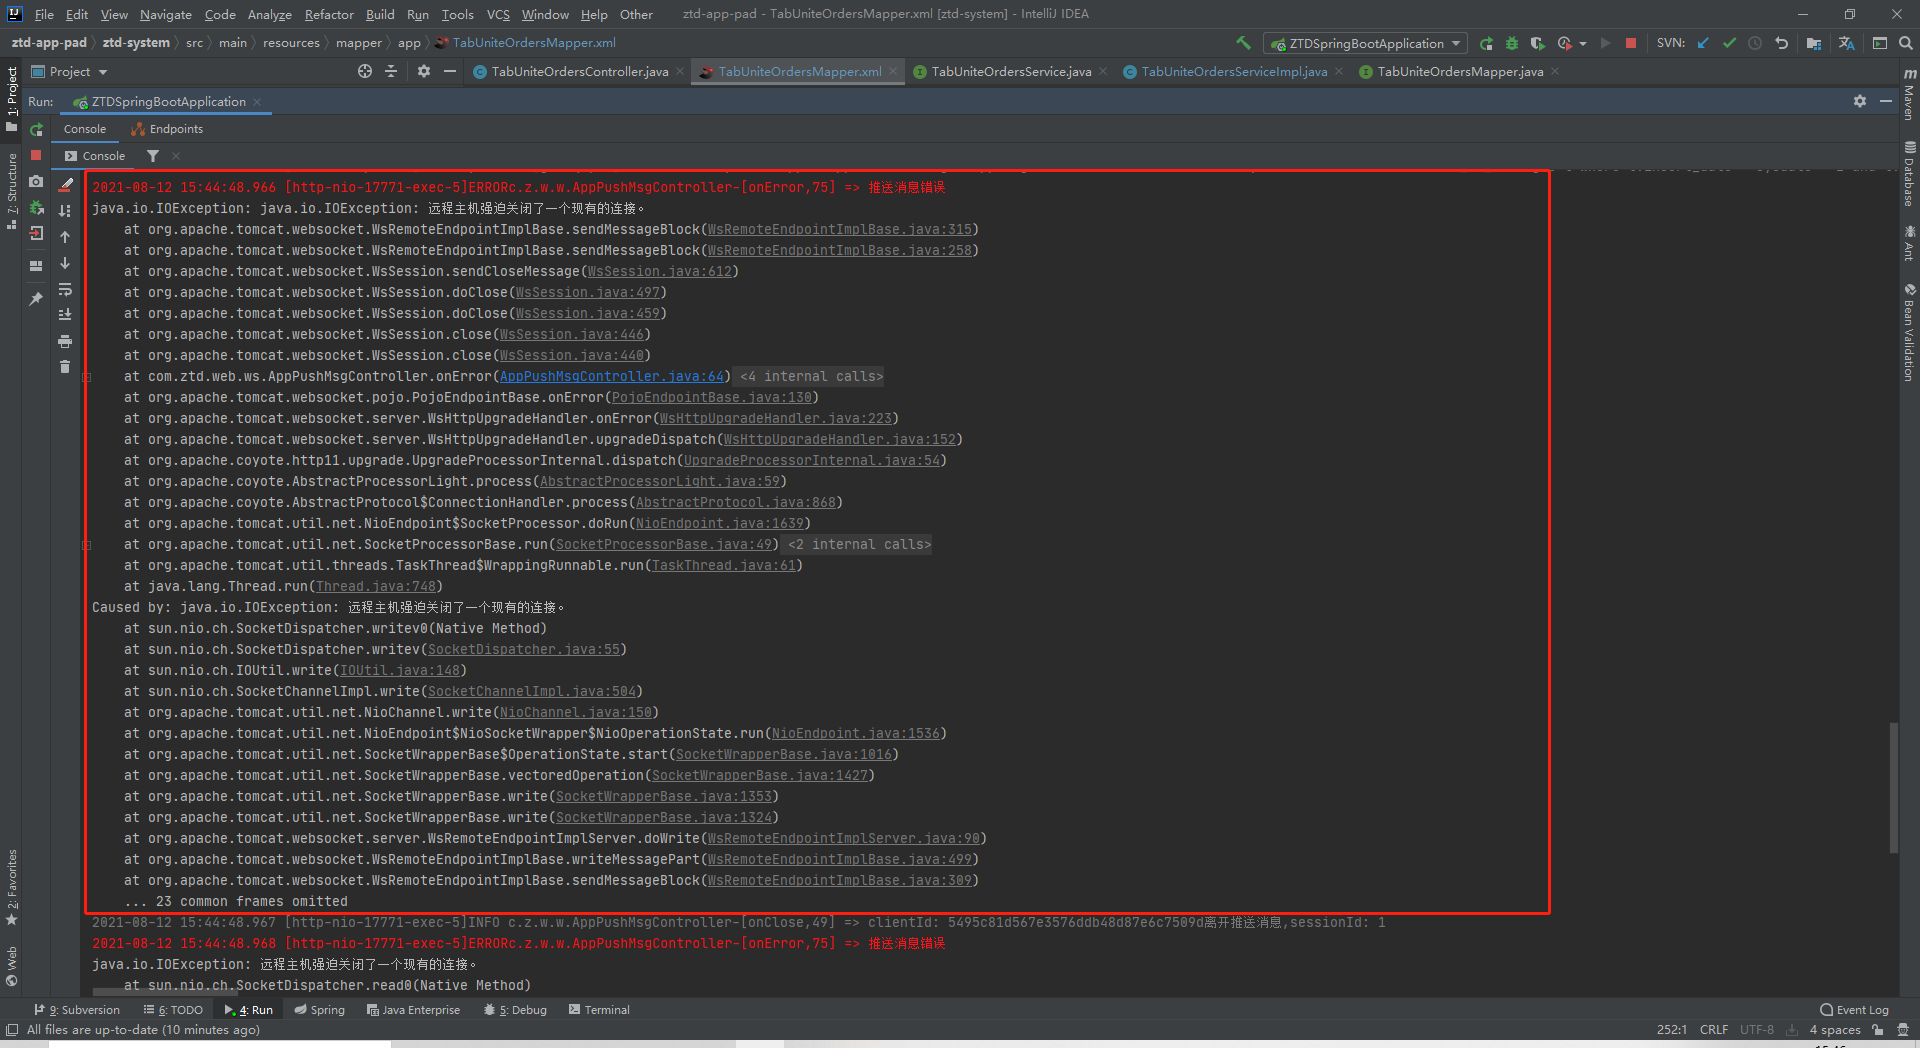 File Edit View Navigate Code Analyze Refactor Build Run Tools VCS Window Help Other ztd-app-pad - TabUniteOrdersMapper.xml [ztd-system] - IntelliJ IDEA
ztd-app-pad ztd-system src main resources mapper app TabUniteOrdersMapper.xml ZTDSpringBootApplication SVN:
Project TabUniteOrdersController.java TabUniteOrdersMapper.xml TabUniteOrdersService.java TabUniteOrdersServiceImpl.java TabUniteOrdersMapper.java
Run: ZTDSpringBootApplication
Console Endpoints
Console
2021-08-12 15:44:48.966 [http-nio-17771-exec-5]ERRORc.z.w.w.AppPushMsgController-[onError,75] => 推送消息错误
java.io.IOException: java.io.IOException: 远程主机强迫关闭了一个现有的连接。
at org.apache.tomcat.websocket.WsRemoteEndpointImplBase.sendMessageBlock(WsRemoteEndpointImplBase.java:315)
at org.apache.tomcat.websocket.WsRemoteEndpointImplBase.sendMessageBlock(WsRemoteEndpointImplBase.java:258)
at org.apache.tomcat.websocket.WsSession.sendCloseMessage(WsSession.java:612)
at org.apache.tomcat.websocket.WsSession.doClose(WsSession.java:497)
at org.apache.tomcat.websocket.WsSession.doClose(WsSession.java:459)
at org.apache.tomcat.websocket.WsSession.close(WsSession.java:446)
at org.apache.tomcat.websocket.WsSession.close(WsSession.java:440)
at com.ztd.web.ws.AppPushMsgController.onError(AppPushMsgController.java:64) <4 internal calls>
at org.apache.tomcat.websocket.pojo.PojoEndpointBase.onError(PojoEndpointBase.java:130)
at org.apache.tomcat.websocket.server.WsHttpUpgradeHandler.onError(WsHttpUpgradeHandler.java:223)
at org.apache.tomcat.websocket.server.WsHttpUpgradeHandler.upgradeDispatch(WsHttpUpgradeHandler.java:152)
at org.apache.coyote.http11.upgrade.UpgradeProcessorInternal.dispatch(UpgradeProcessorInternal.java:54)
at org.apache.coyote.AbstractProcessorLight.process(AbstractProcessorLight.java:59)
at org.apache.coyote.AbstractProtocol$ConnectionHandler.process(AbstractProtocol.java:868)
at org.apache.tomcat.util.net.NioEndpoint$SocketProcessor.doRun(NioEndpoint.java:1639)
at org.apache.tomcat.util.net.SocketProcessorBase.run(SocketProcessorBase.java:49) <2 internal calls>
at org.apache.tomcat.util.threads.TaskThread$WrappingRunnable.run(TaskThread.java:61)
at java.lang.Thread.run(Thread.java:748)
Caused by: java.io.IOException: 远程主机强迫关闭了一个现有的连接。
at sun.nio.ch.SocketDispatcher.writev0(Native Method)
at sun.nio.ch.SocketDispatcher.writev(SocketDispatcher.java:55)
at sun.nio.ch.IOUtil.write(IOUtil.java:148)
at sun.nio.ch.SocketChannelImpl.write(SocketChannelImpl.java:504)
at org.apache.tomcat.util.net.NioChannel.write(NioChannel.java:150)
at org.apache.tomcat.util.net.NioEndpoint$NioSocketWrapper$NioOperationState.run(NioEndpoint.java:1536)
at org.apache.tomcat.util.net.SocketWrapperBase$OperationState.start(SocketWrapperBase.java:1016)
at org.apache.tomcat.util.net.SocketWrapperBase.vectoredOperation(SocketWrapperBase.java:1427)
at org.apache.tomcat.util.net.SocketWrapperBase.write(SocketWrapperBase.java:1353)
at org.apache.tomcat.util.net.SocketWrapperBase.write(SocketWrapperBase.java:1324)
at org.apache.tomcat.websocket.server.WsRemoteEndpointImplServer.doWrite(WsRemoteEndpointImplServer.java:90)
at org.apache.tomcat.websocket.WsRemoteEndpointImplBase.writeMessagePart(WsRemoteEndpointImplBase.java:499)
at org.apache.tomcat.websocket.WsRemoteEndpointImplBase.sendMessageBlock(WsRemoteEndpointImplBase.java:309)
... 23 common frames omitted
2021-08-12 15:44:48.967 [http-nio-17771-exec-5]INFO c.z.w.w.AppPushMsgController-[onClose,49] => clientId: 5495c81d567e3576ddb48d87e6c7509d离开推送消息,sessionId: 1
2021-08-12 15:44:48.968 [http-nio-17771-exec-5]ERRORc.z.w.w.AppPushMsgController-[onError,75] => 推送消息错误
java.io.IOException: 远程主机强迫关闭了一个现有的连接。
at sun.nio.ch.SocketDispatcher.read0(Native Method)
1: Project
7: Structure
2: Favorites
Web
Maven
Database
Ant
Bean Validation
9: Subversion 6: TODO 4: Run Spring Java Enterprise 5: Debug Terminal Event Log
All files are up-to-date (10 minutes ago) 252:1 CRLF UTF-8 4 spaces